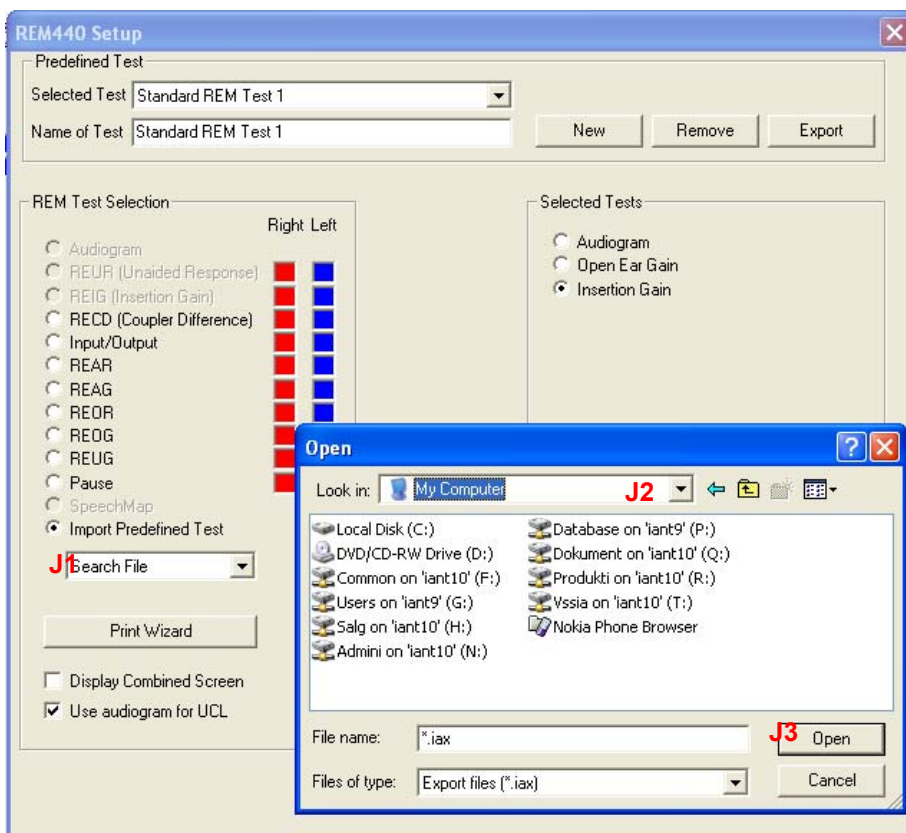 REM440 Setup
Predefined Test
Selected Test Standard REM Test 1
Name of Test Standard REM Test 1 New Remove Export
REM Test Selection
Right Left
Audiogram
REUR (Unaided Response)
REIG (Insertion Gain)
RECD (Coupler Difference)
Input/Output
REAR
REAG
REOR
REOG
REUG
Pause
SpeechMap
Import Predefined Test
J1 Search File
Print Wizard
Display Combined Screen
Use audiogram for UCL
Selected Tests
Audiogram
Open Ear Gain
Insertion Gain
Open
Look in: My Computer J2
Local Disk (C:)
DVD/CD-RW Drive (D:)
Common on 'iant10' (F:)
Users on 'iant9' (G:)
Salg on 'iant10' (H:)
Admini on 'iant10' (N:)
Database on 'iant9' (P:)
Dokument on 'iant10' (Q:)
Produkti on 'iant10' (R:)
Vssia on 'iant10' (T:)
Nokia Phone Browser
File name: *.iax J3 Open
Files of type: Export files (*.iax) Cancel